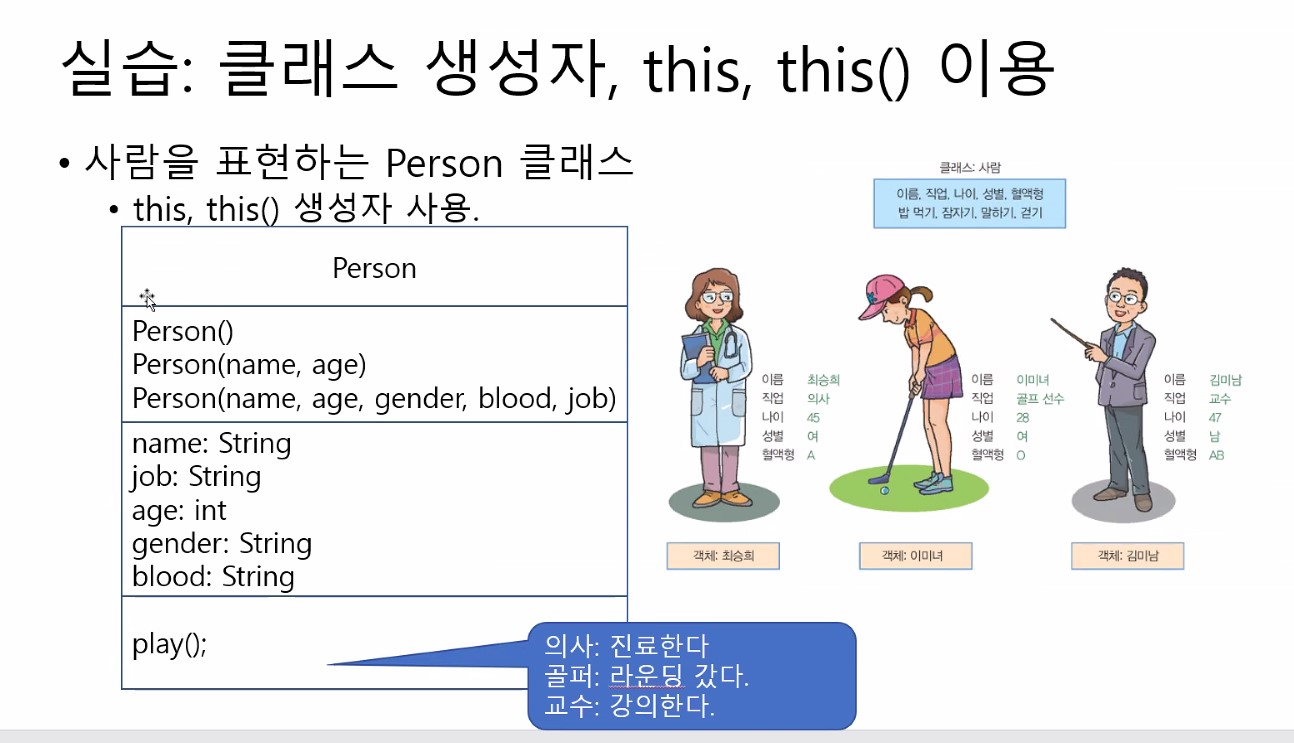 실습: 클래스 생성자, this, this() 이용
• 사람을 표현하는 Person 클래스
• this, this() 생성자 사용.
Person
Person()
Person(name, age)
Person(name, age, gender, blood, job)
name: String
job: String
age: int
gender: String
blood: String
play();
의사: 진료한다
골퍼: 라운딩 갔다.
교수: 강의한다.
클래스: 사람
이름, 직업, 나이, 성별, 혈액형
밥 먹기, 잠자기, 말하기, 걷기
이름 최승희
직업 의사
나이 45
성별 여
혈액형 A
객체: 최승희
이름 이미녀
직업 골프 선수
나이 28
성별 여
혈액형 O
객체: 이미녀
이름 김미남
직업 교수
나이 47
성별 남
혈액형 AB
객체: 김미남